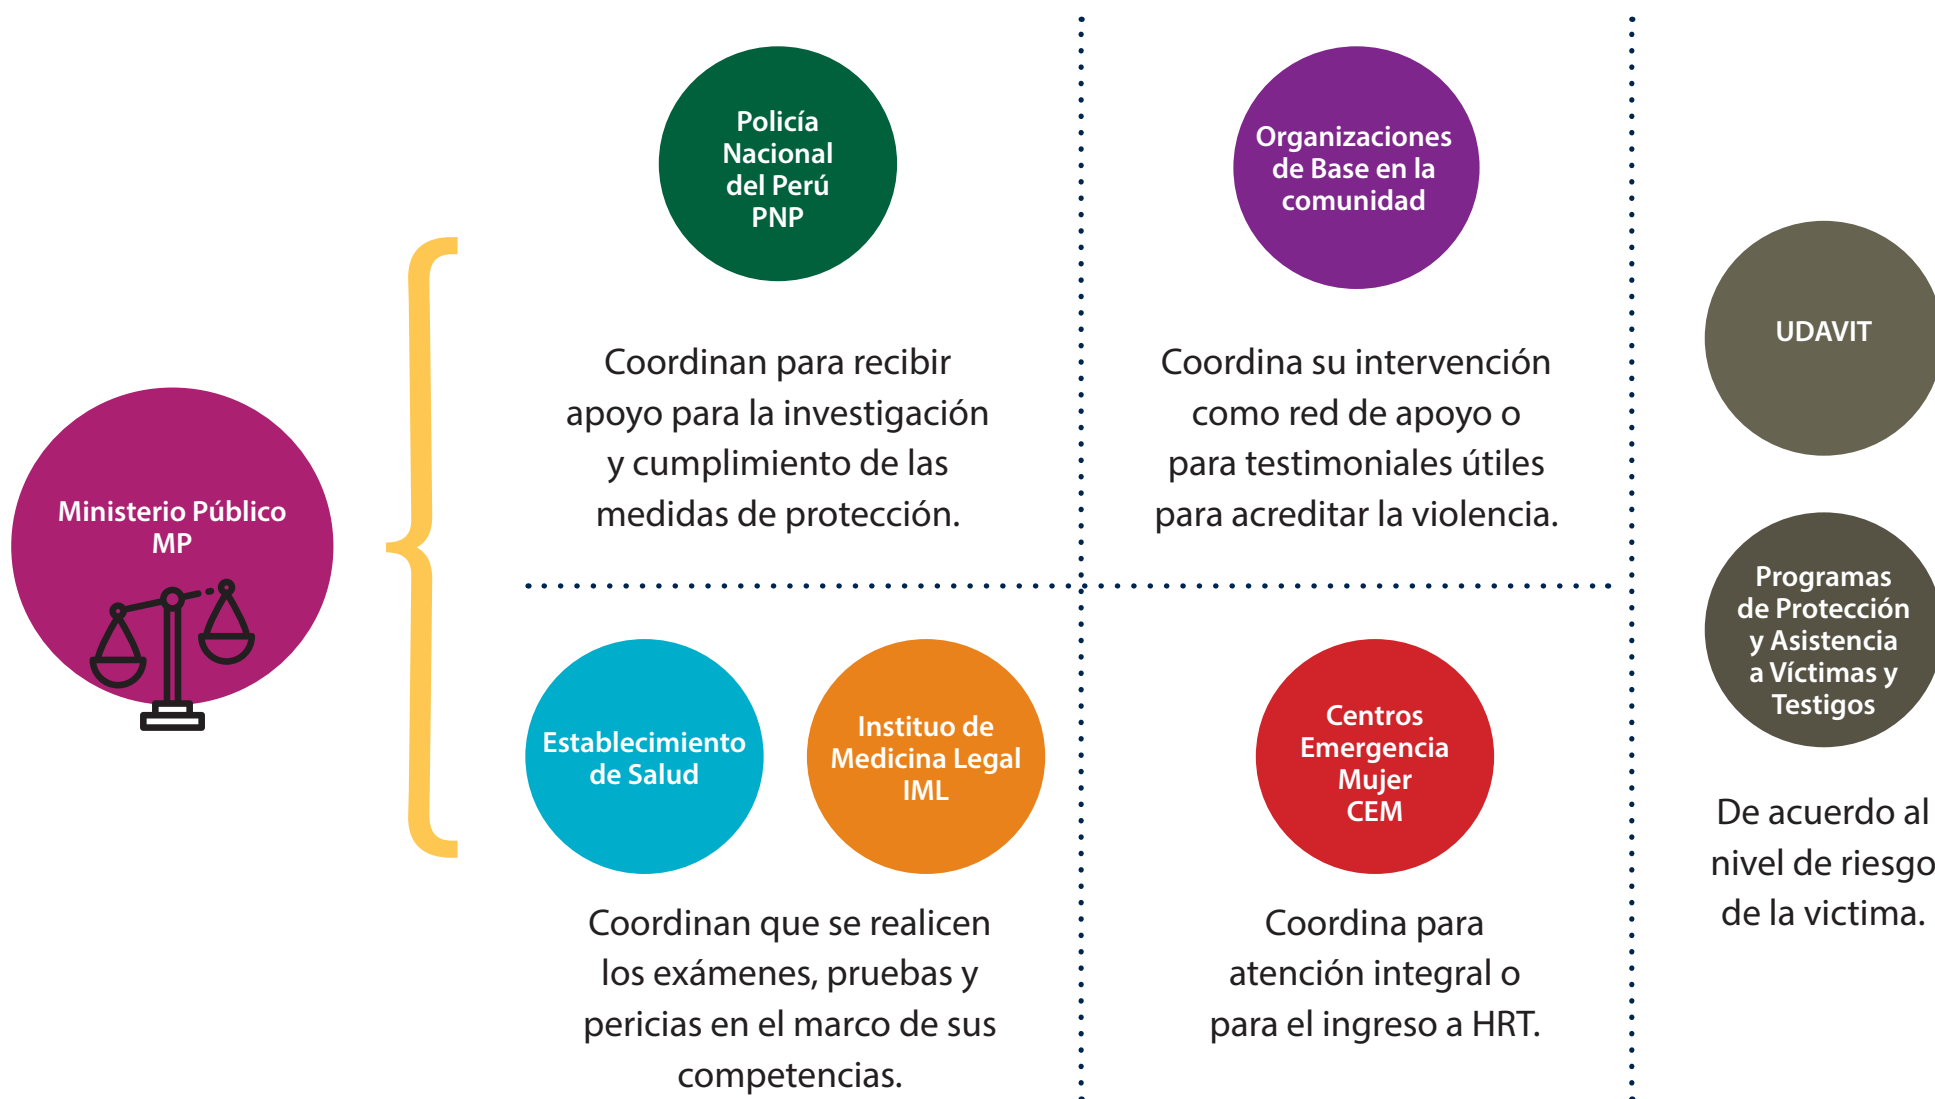 Ministerio Público
MP
Policía
Nacional
del Perú
PNP
Coordinan para recibir
apoyo para la investigación
y cumplimiento de las
medidas de protección.
Organizaciones
de Base en la
comunidad
Coordina su intervención
como red de apoyo o
para testimoniales útiles
para acreditar la violencia.
Establecimiento
de Salud
Instituo de
Medicina Legal
IML
Coordinan que se realicen
los exámenes, pruebas y
pericias en el marco de sus
competencias.
Centros
Emergencia
Mujer
CEM
Coordina para
atención integral o
para el ingreso a HRT.
UDAVIT
Programas
de Protección
y Asistencia
a Víctimas y
Testigos
De acuerdo al
nivel de riesgo
de la victima.